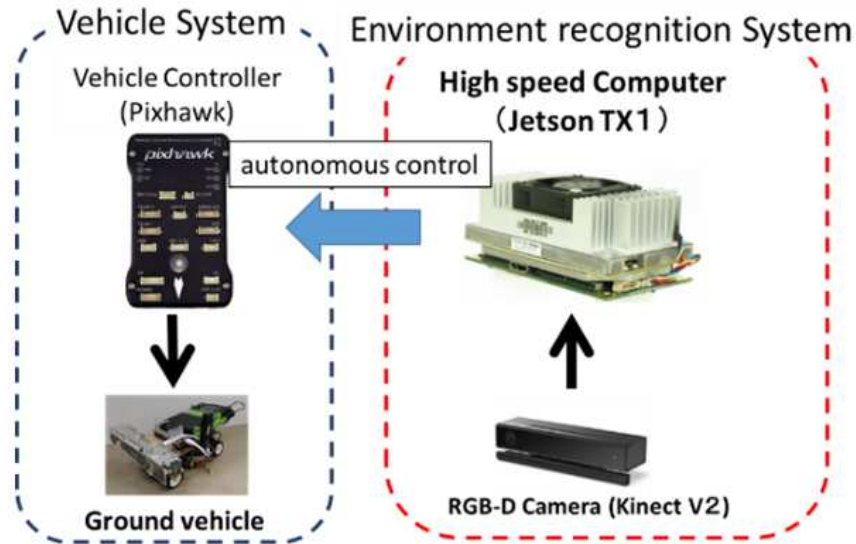 Vehicle System
Environment recognition System
Vehicle Controller
(Pixhawk)
High speed Computer
(Jetson TX1)
pixhawk
autonomous control
Ground vehicle
RGB-D Camera (Kinect V2)